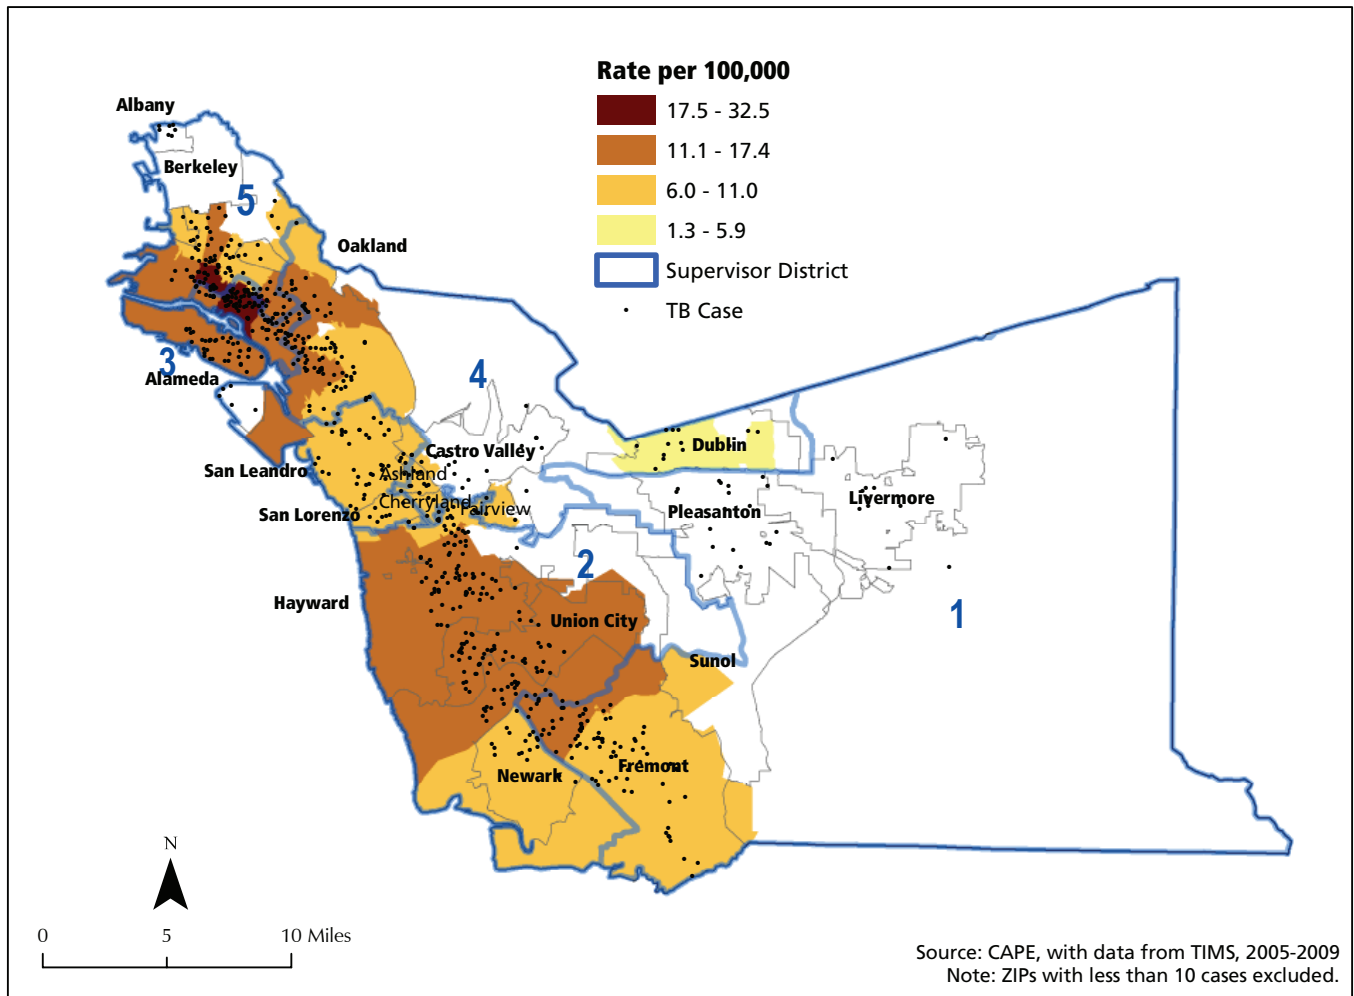 Rate per 100,000
17.5 - 32.5
11.1 - 17.4
6.0 - 11.0
1.3 - 5.9
Supervisor District
TB Case
Albany
Berkeley
5
Oakland
3
Alameda
4
San Leandro
Ashland
Castro Valley
Dublin
San Lorenzo
Cherryland
Fairview
Pleasanton
Livermore
2
Hayward
Union City
1
Sunol
Newark
Fremont
N
0 5 10 Miles
Source: CAPE, with data from TIMS, 2005-2009
Note: ZIPs with less than 10 cases excluded.